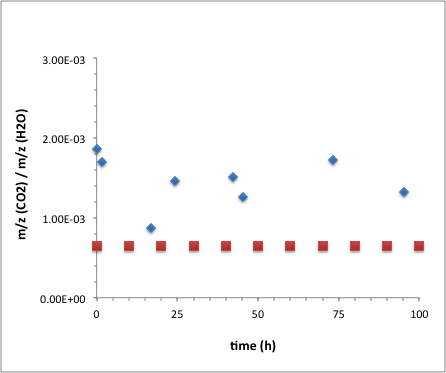 3.00E-03
2.00E-03
1.00E-03
0.00E+00
m/z (CO2) / m/z (H2O)
0 25 50 75 100
time (h)